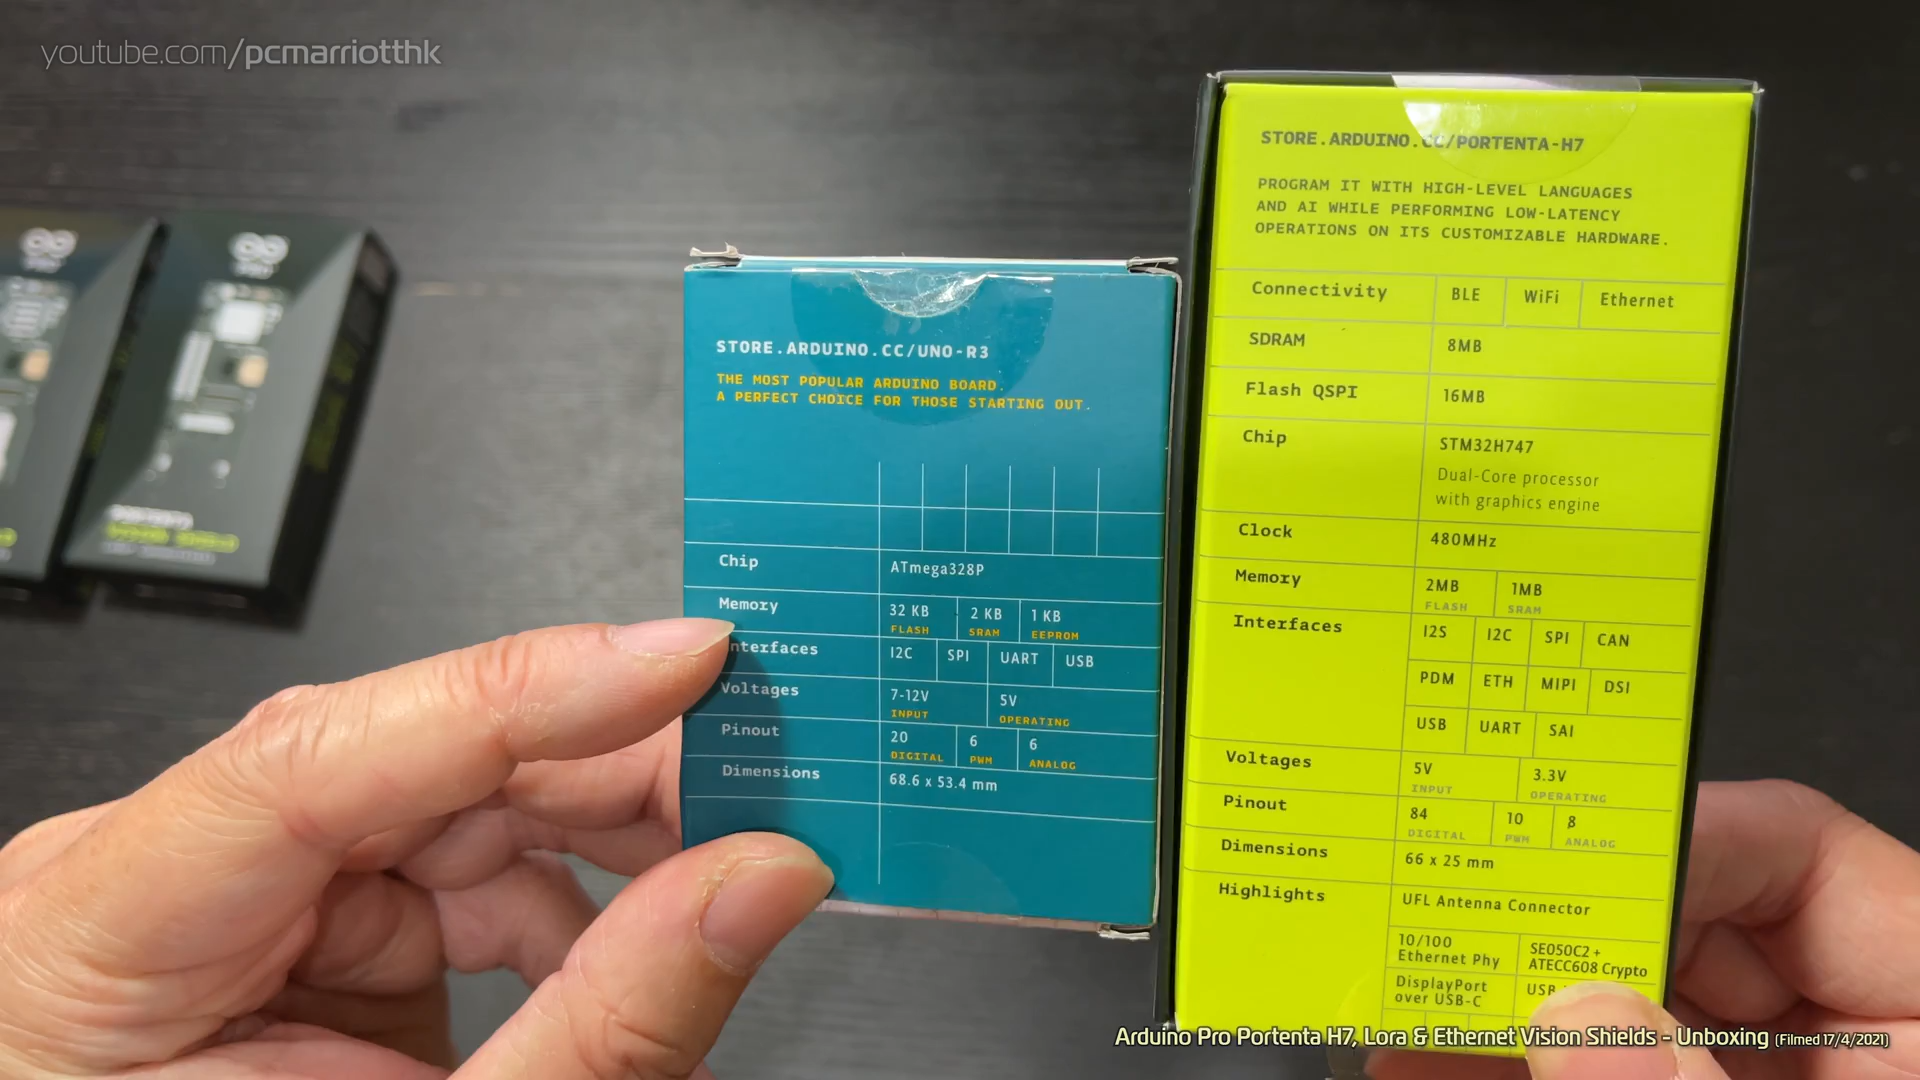 youtube.com/pcmarriotthk
STORE.ARDUINO.CC/UNO-R3
THE MOST POPULAR ARDUINO BOARD.
A PERFECT CHOICE FOR THOSE STARTING OUT.
Chip ATmega328P
Memory 32 KB 2 KB 1 KB
FLASH SRAM EEPROM
Interfaces I2C SPI UART USB
Voltages 7-12V 5V
INPUT OPERATING
Pinout 20 6 6
DIGITAL PWM ANALOG
Dimensions 68.6 x 53.4 mm
STORE.ARDUINO.CC/PORTENTA-H7
PROGRAM IT WITH HIGH-LEVEL LANGUAGES
AND AI WHILE PERFORMING LOW-LATENCY
OPERATIONS ON ITS CUSTOMIZABLE HARDWARE.
Connectivity BLE WiFi Ethernet
SDRAM 8MB
Flash QSPI 16MB
Chip STM32H747
Dual-Core processor
with graphics engine
Clock 480MHz
Memory 2MB 1MB
FLASH SRAM
Interfaces I2S I2C SPI CAN
PDM ETH MIPI DSI
USB UART SAI
Voltages 5V 3.3V
INPUT OPERATING
Pinout 84 10 8
DIGITAL PWM ANALOG
Dimensions 66 x 25 mm
Highlights UFL Antenna Connector
10/100 Ethernet Phy
SE050C2 +
ATECC608 Crypto
DisplayPort
over USB-C
USB
Arduino Pro Portenta H7, Lora & Ethernet Vision Shields - Unboxing (Filmed 17/4/2021)